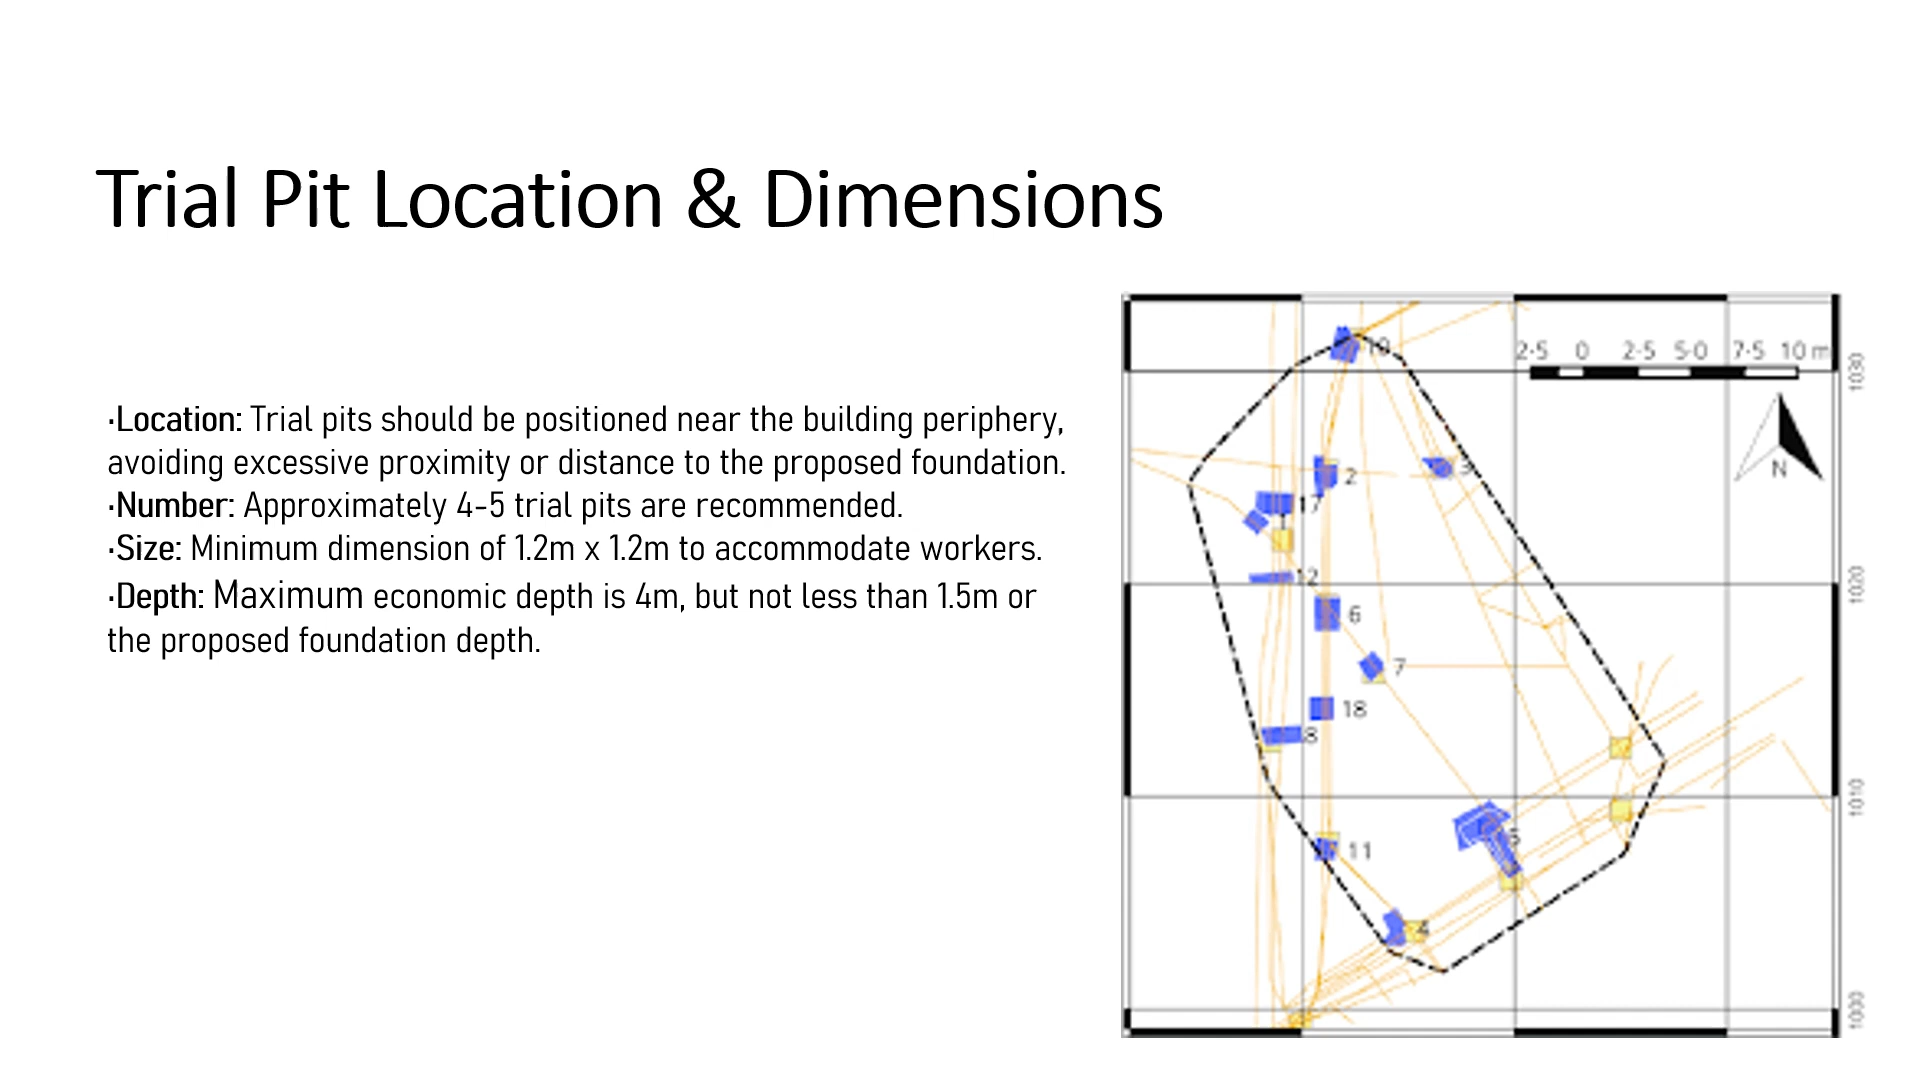 Trial Pit Location & Dimensions
·Location: Trial pits should be positioned near the building periphery,
avoiding excessive proximity or distance to the proposed foundation.
·Number: Approximately 4-5 trial pits are recommended.
·Size: Minimum dimension of 1.2m x 1.2m to accommodate workers.
·Depth: Maximum economic depth is 4m, but not less than 1.5m or
the proposed foundation depth.
2·5 0 2·5 5·0 7·5 10 m
1030
N
3
2
17
12
1020
6
7
18
8
1010
5
11
4
1000